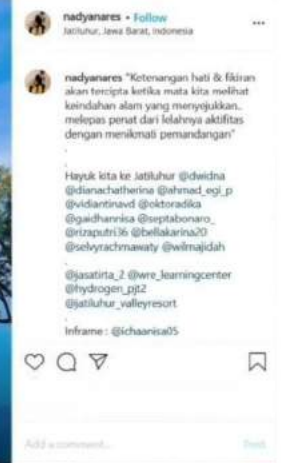 nadyanares • Follow
Jatiluhur, Jawa Barat, Indonesia
nadyanares "Ketenangan hati & fikiran
akan tercipta ketika mata kita melihat
keindahan alam yang menyejukkan..
melepas penat dari lelahnya aktifitas
dengan menikmati pemandangan"
.
.
Hayuk kita ke Jatiluhur @dwidna
@dianachatherina @ahmad_egi_p
@vidiantinavd @oktoradika
@gaidhannisa @septabonaro_
@rizaputri36 @bellakarina20
@selvyrachmawaty @wilmajidah
.
@jasatirta_2 @wre_learningcenter
@hydrogen_pjt2
@jatiluhur_valleyresort
.
Inframe : @ichaanisa05
Add a comment...
Post